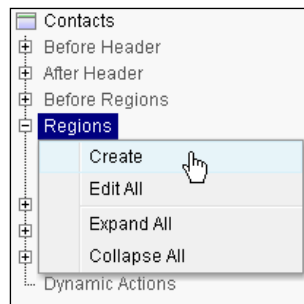 Contacts
Before Header
After Header
Before Regions
Regions
Create
Edit All
Expand All
Collapse All
Dynamic Actions